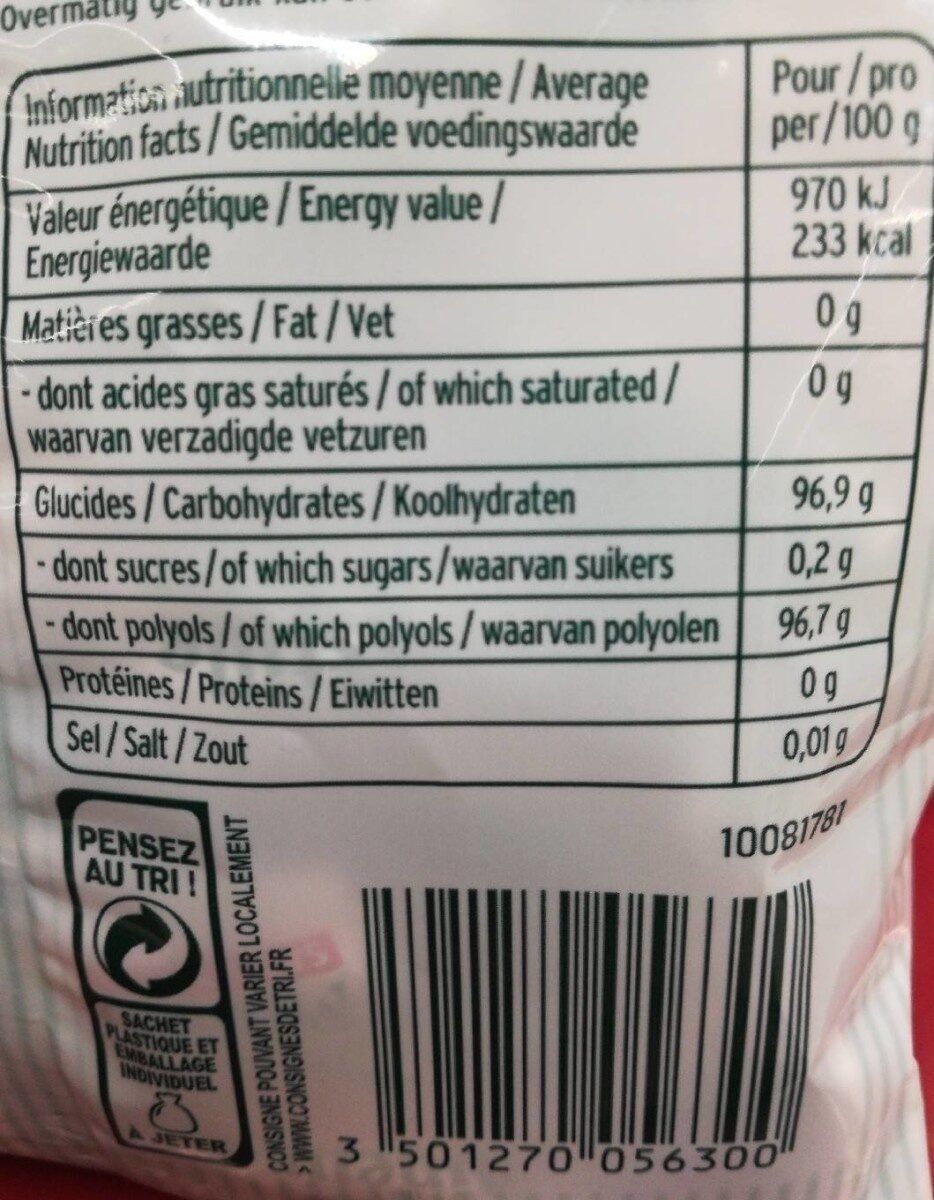 Overmatig
Information nutritionnelle moyenne / Average
Nutrition facts / Gemiddelde voedingswaarde
Pour / pro
per/100 g
Valeur énergétique / Energy value /
Energiewaarde
970 kJ
233 kcal
Matières grasses / Fat / Vet
0 g
- dont acides gras saturés / of which saturated /
waarvan verzadigde vetzuren
0 g
Glucides / Carbohydrates / Koolhydraten
96,9 g
- dont sucres / of which sugars / waarvan suikers
0,2 g
- dont polyols / of which polyols / waarvan polyolen
96,7 g
Protéines / Proteins / Eiwitten
0 g
Sel / Salt / Zout
0,01 g
10081781
PENSEZ
AU TRI !
SACHET
PLASTIQUE ET
EMBALLAGE
INDIVIDUEL
À JETER
CONSIGNE POUVANT VARIER LOCALEMENT
> WWW.CONSIGNESDETRI.FR
3 501270 056300